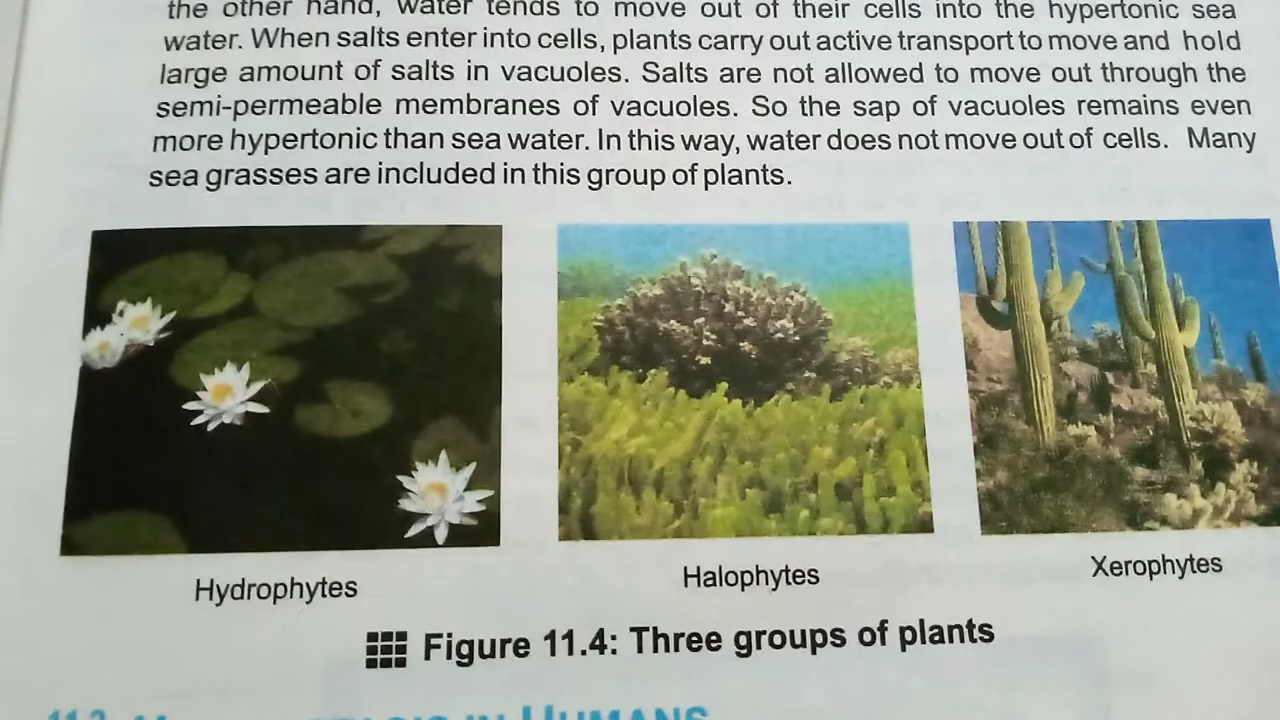 the other hand, water tends to move out of their cells into the hypertonic sea
water. When salts enter into cells, plants carry out active transport to move and hold
large amount of salts in vacuoles. Salts are not allowed to move out through the
semi-permeable membranes of vacuoles. So the sap of vacuoles remains even
more hypertonic than sea water. In this way, water does not move out of cells. Many
sea grasses are included in this group of plants.
Hydrophytes
Halophytes
Xerophytes
Figure 11.4: Three groups of plants
IN HUMANS